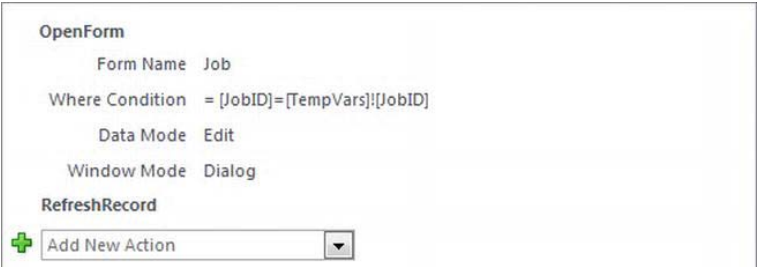 OpenForm
Form Name Job
Where Condition = [JobID]=[TempVars]![JobID]
Data Mode Edit
Window Mode Dialog
RefreshRecord
Add New Action